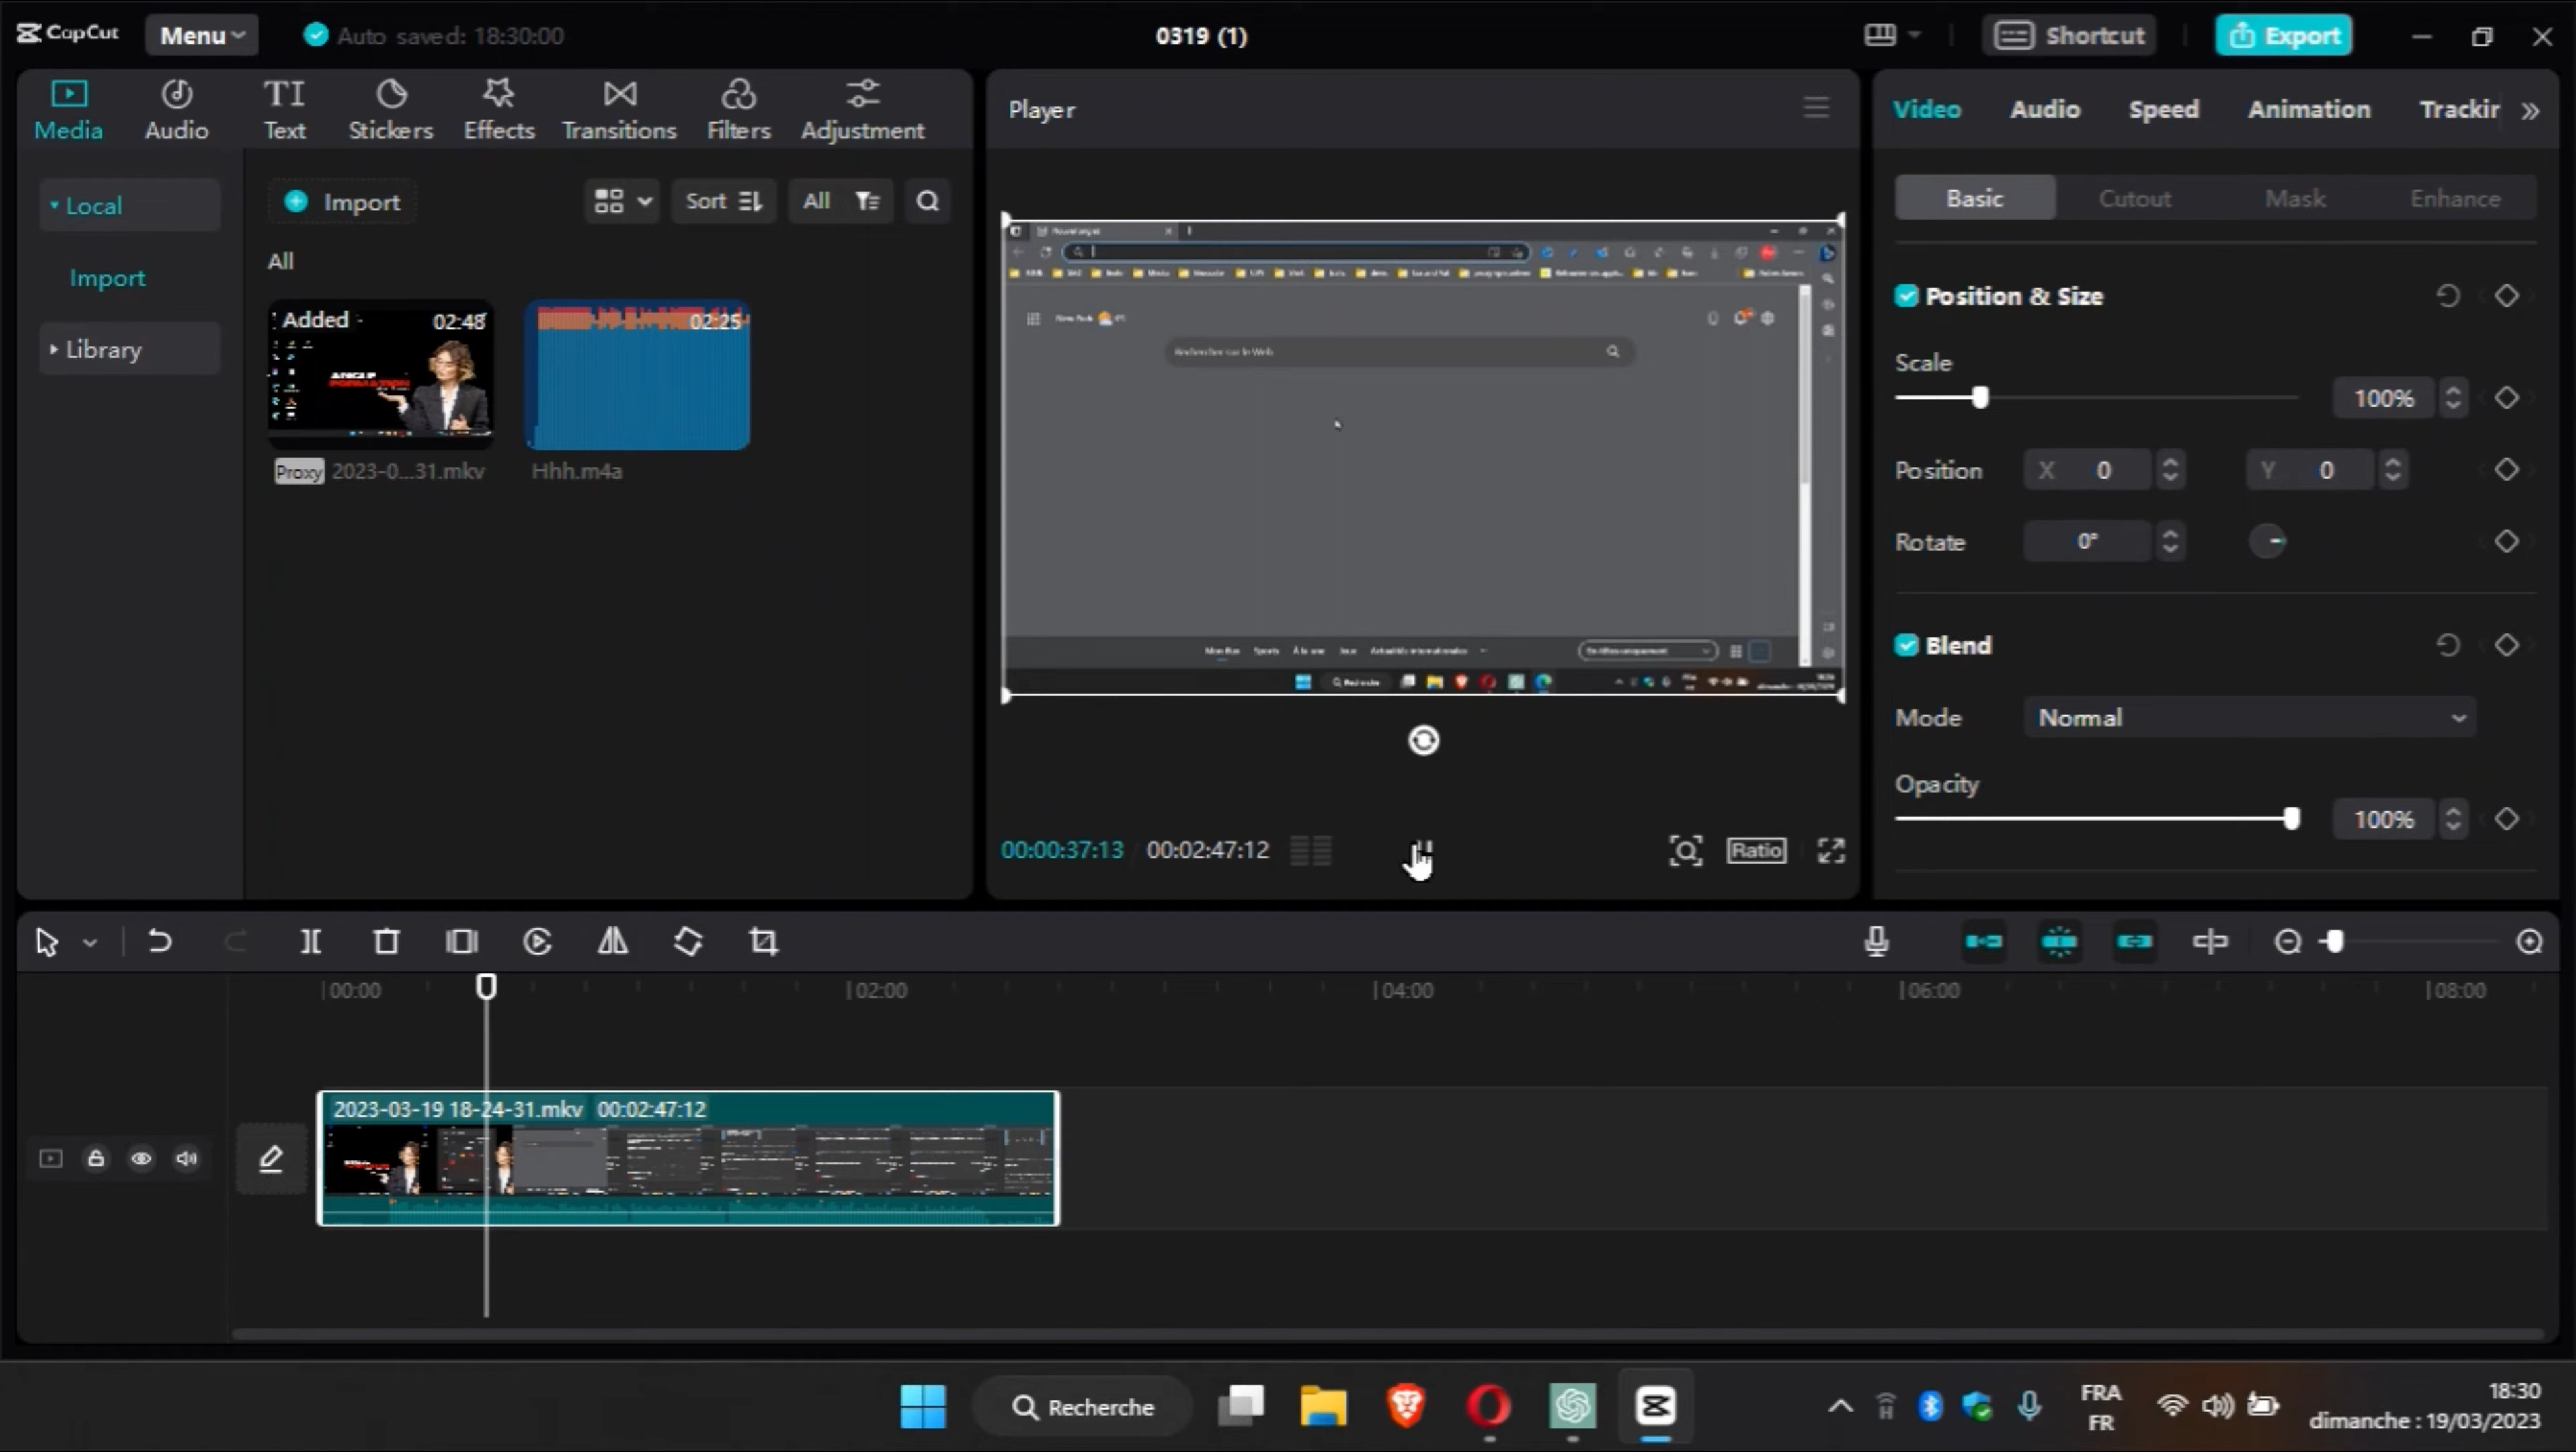 CapCut
Menu
Auto saved: 18:30:00
0319 (1)
Shortcut
Export
Media
Audio
Text
Stickers
Effects
Transitions
Filters
Adjustment
Local
Import
Library
Import
Sort
All
All
Added
02:48
02:25
Proxy
2023-0...31.mkv
Hhh.m4a
Player
Rechercher sur le Web
Recherche
00:00:37:13
00:02:47:12
Ratio
Video
Audio
Speed
Animation
Trackir
Basic
Cutout
Mask
Enhance
Position & Size
Scale
100%
Position
X 0
Y 0
Rotate
0°
Blend
Mode
Normal
Opacity
100%
00:00
02:00
04:00
06:00
08:00
2023-03-19 18-24-31.mkv 00:02:47:12
Recherche
FRA
FR
18:30
dimanche : 19/03/2023